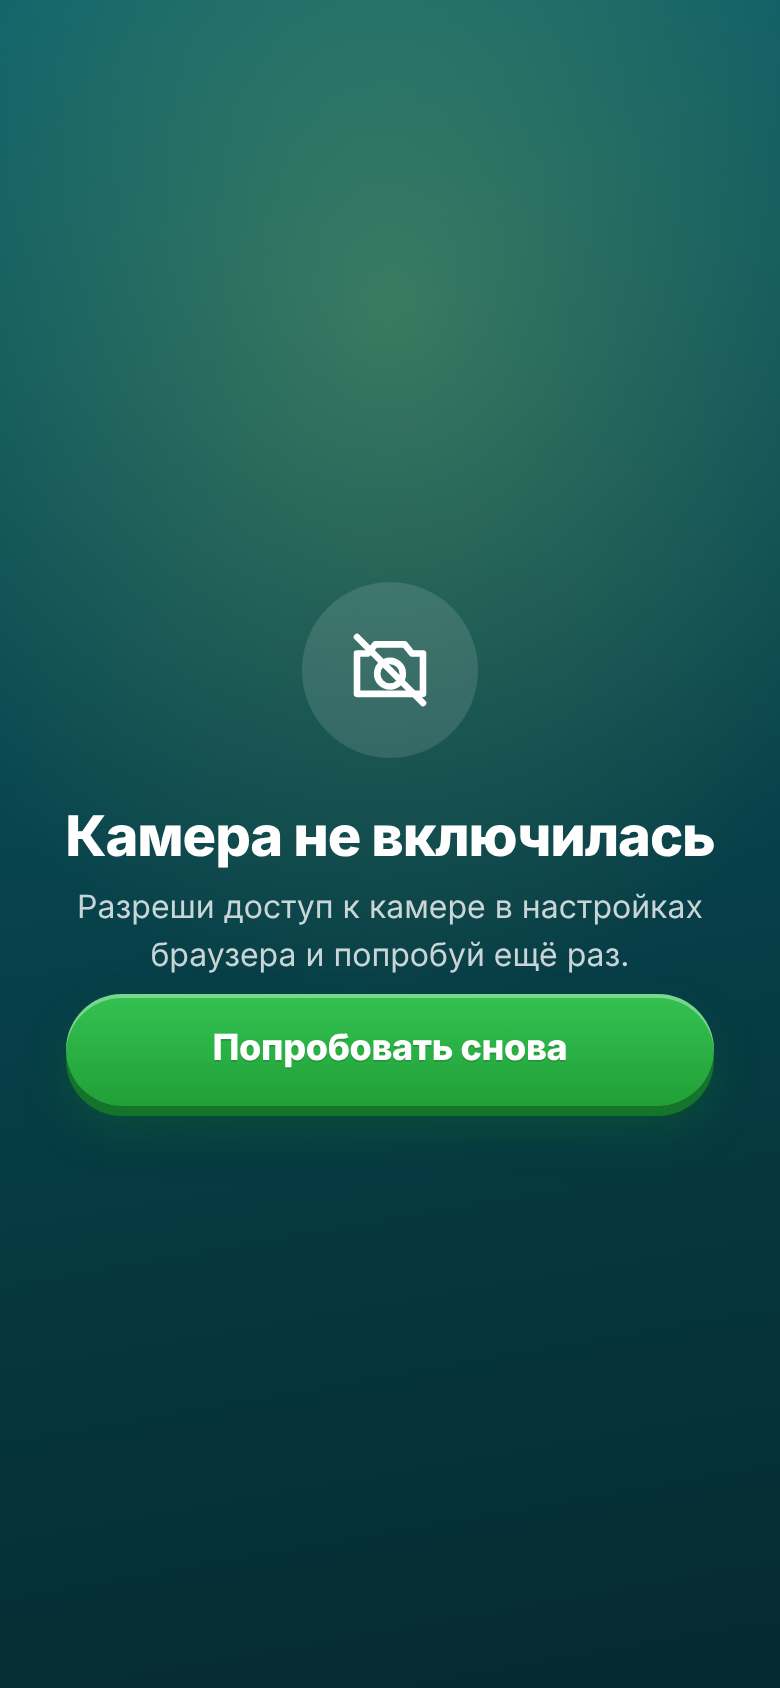 Камера не включилась
Разреши доступ к камере в настройках
браузера и попробуй ещё раз.
Попробовать снова